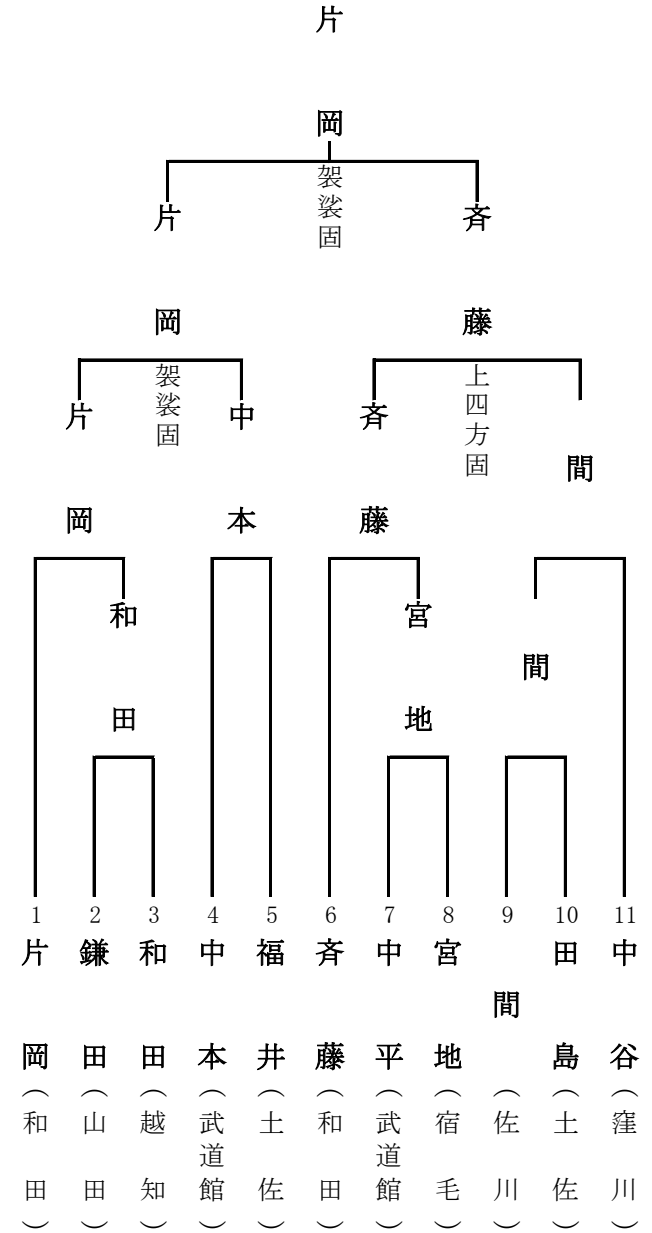 片岡
袈裟固
片岡
斉藤
袈裟固
上四方固
片岡
中本
斉藤
間
和田
宮地
間
1 2 3 4 5 6 7 8 9 10 11
片岡(和田)
鎌田(山田)
和田(越知)
中本(武道館)
福井(土佐)
斉藤(和田)
中平(武道館)
宮地(宿毛)
間(佐川)
田島(土佐)
中谷(窪川)